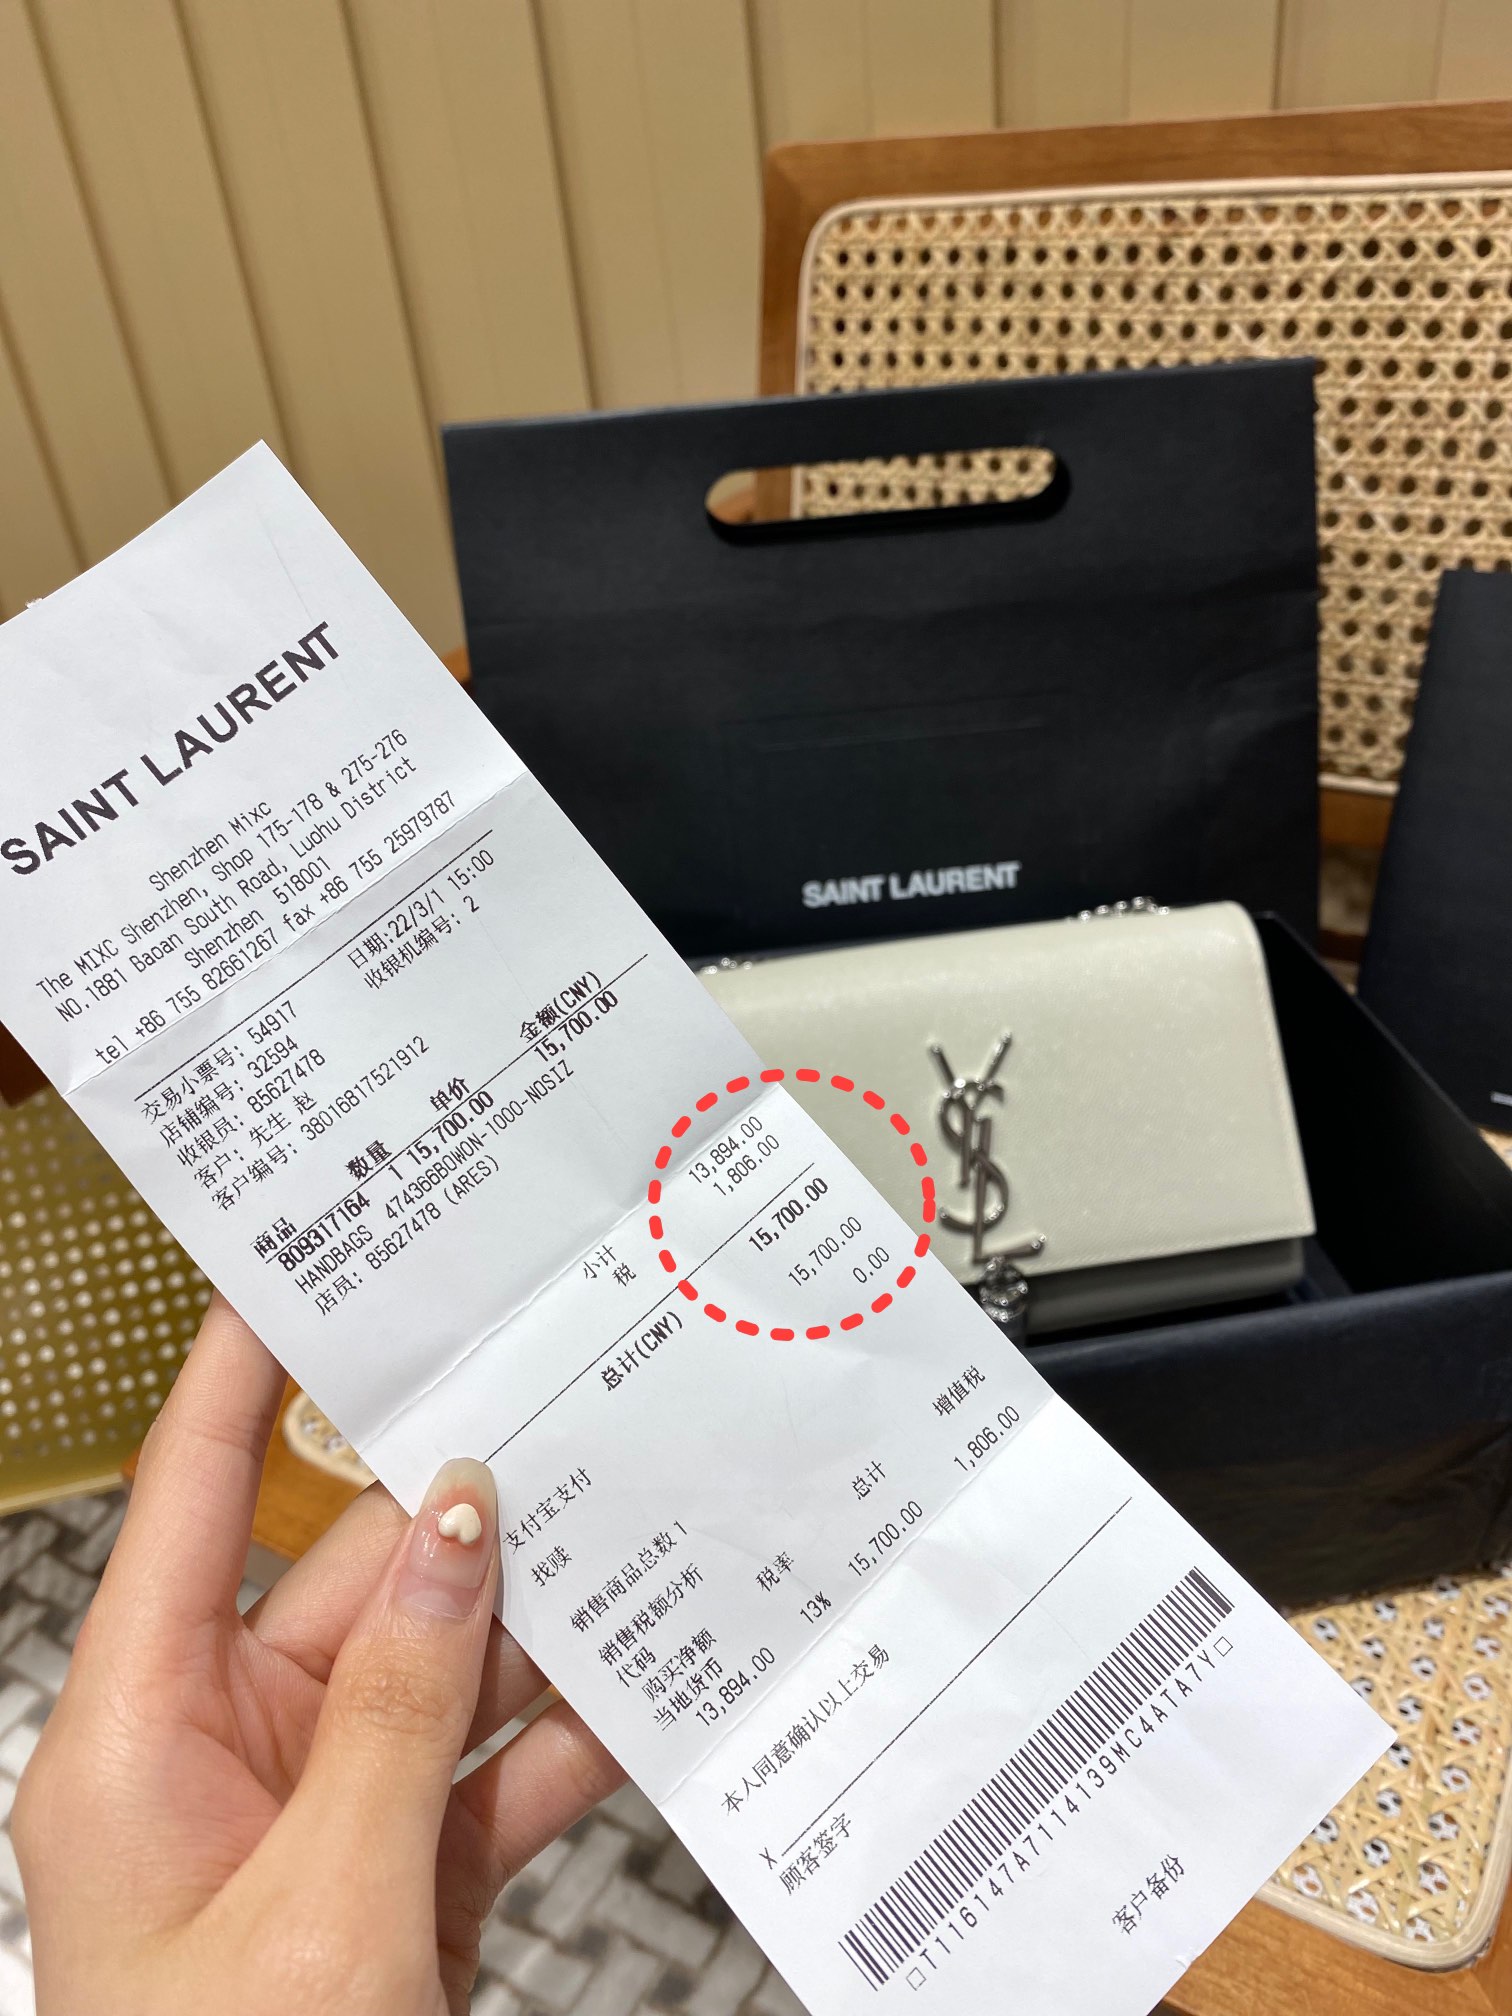 SAINT LAURENT
Shenzhen Mixc
The MIXC Shenzhen, Shop 175-178 & 275-276
NO.1881 Baoan South Road, Luohu District
Shenzhen 518001
tel +86 755 82661267 fax +86 755 25979787
交易小票号: 54917 日期:22/3/1 15:00
店铺编号: 32594 收银机编号: 2
收银员: 85627478
客户: 先生 赵
客户编号: 38016817521912
商品 数量 单价 金额(CNY)
809317164 1 15,700.00 15,700.00
HANDBAGS 474366BOWON-1000-NOSIZ
店员: 85627478 (ARES)
小计 13,894.00
税 1,806.00
总计(CNY) 15,700.00
支付宝支付 15,700.00
找赎 0.00
销售商品总数 1
销售税额分析
代码 税率 总计 增值税
购买净额 13% 15,700.00 1,806.00
当地货币
13,894.00
本人同意确认以上交易
X
顾客签字
T116147A7114139MC4ATA7Y
客户备份
SAINT LAURENT
YSL